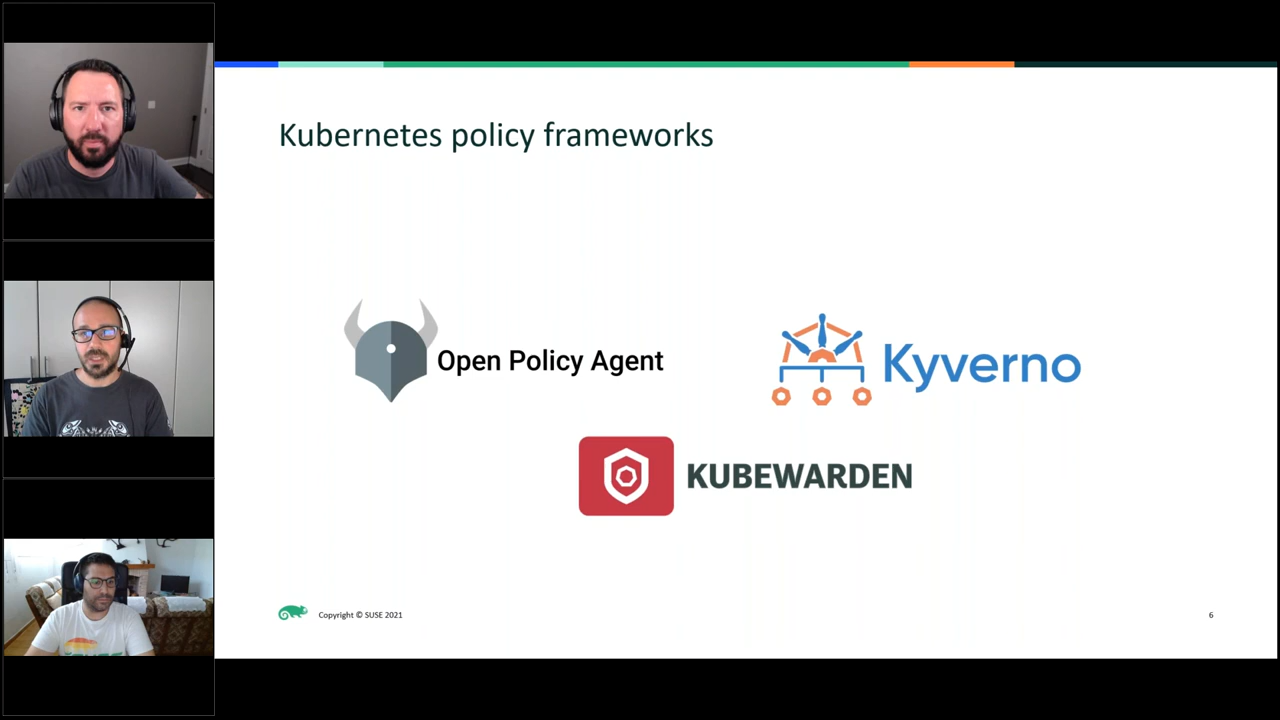 Kubernetes policy frameworks
Open Policy Agent
Kyverno
KUBEWARDEN
Copyright © SUSE 2021
6